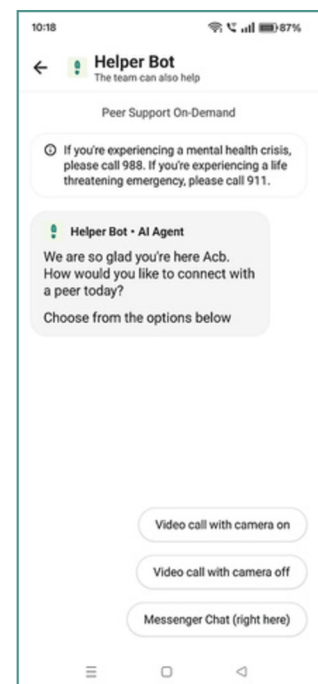 10:18
87%
Helper Bot
The team can also help
Peer Support On-Demand
If you're experiencing a mental health crisis,
please call 988. If you're experiencing a life
threatening emergency, please call 911.
Helper Bot • AI Agent
We are so glad you're here Acb.
How would you like to connect with
a peer today?
Choose from the options below
Video call with camera on
Video call with camera off
Messenger Chat (right here)